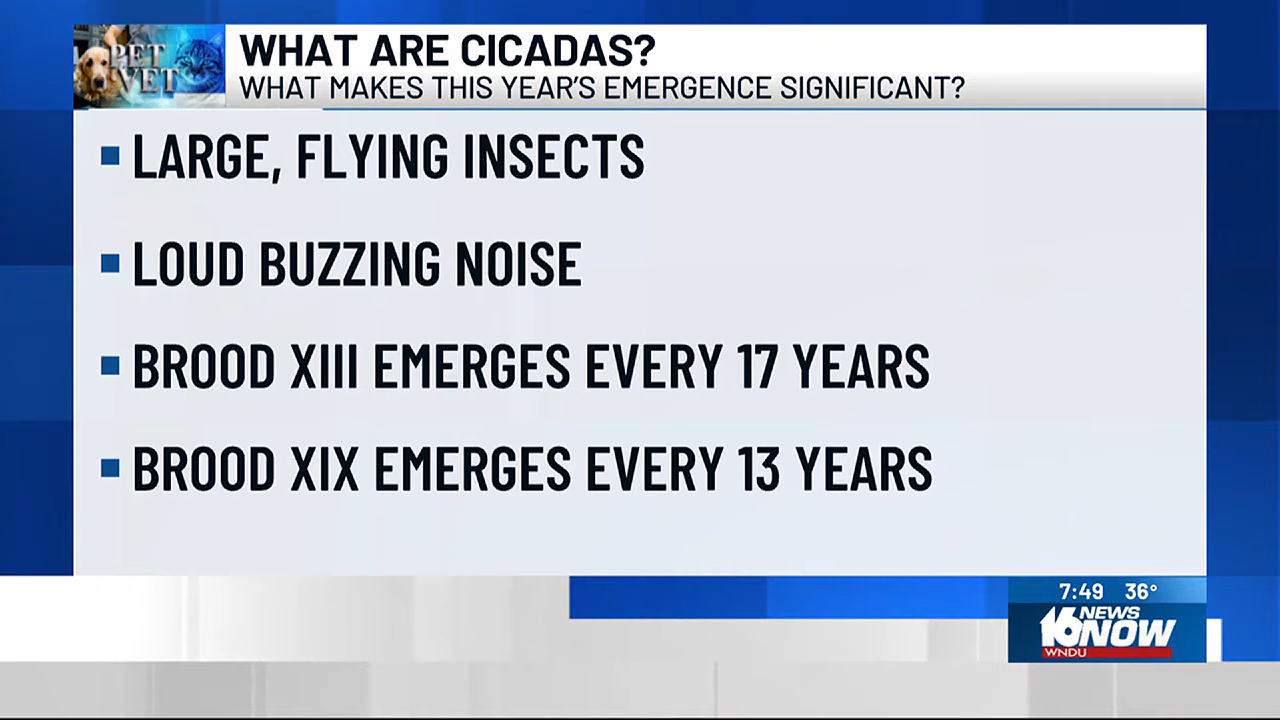 PET
VET
WHAT ARE CICADAS?
WHAT MAKES THIS YEAR'S EMERGENCE SIGNIFICANT?
LARGE, FLYING INSECTS
LOUD BUZZING NOISE
BROOD XIII EMERGES EVERY 17 YEARS
BROOD XIX EMERGES EVERY 13 YEARS
7:49 36°
16 NEWS
NOW
WNDU